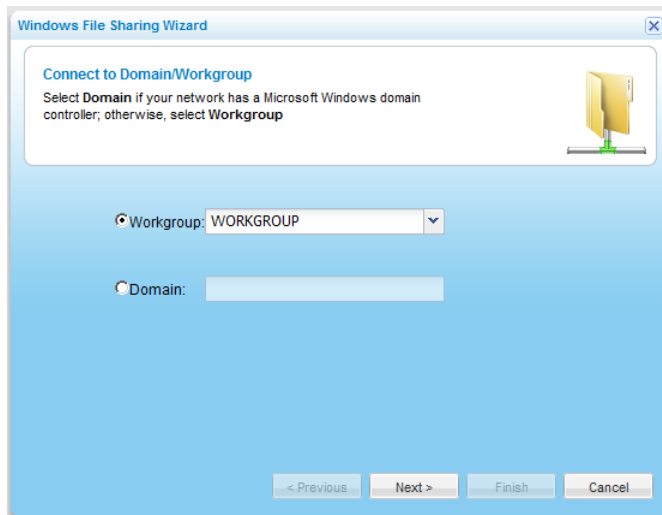 Windows File Sharing Wizard
Connect to Domain/Workgroup
Select Domain if your network has a Microsoft Windows domain
controller; otherwise, select Workgroup
Workgroup: WORKGROUP
Domain:
< Previous Next > Finish Cancel